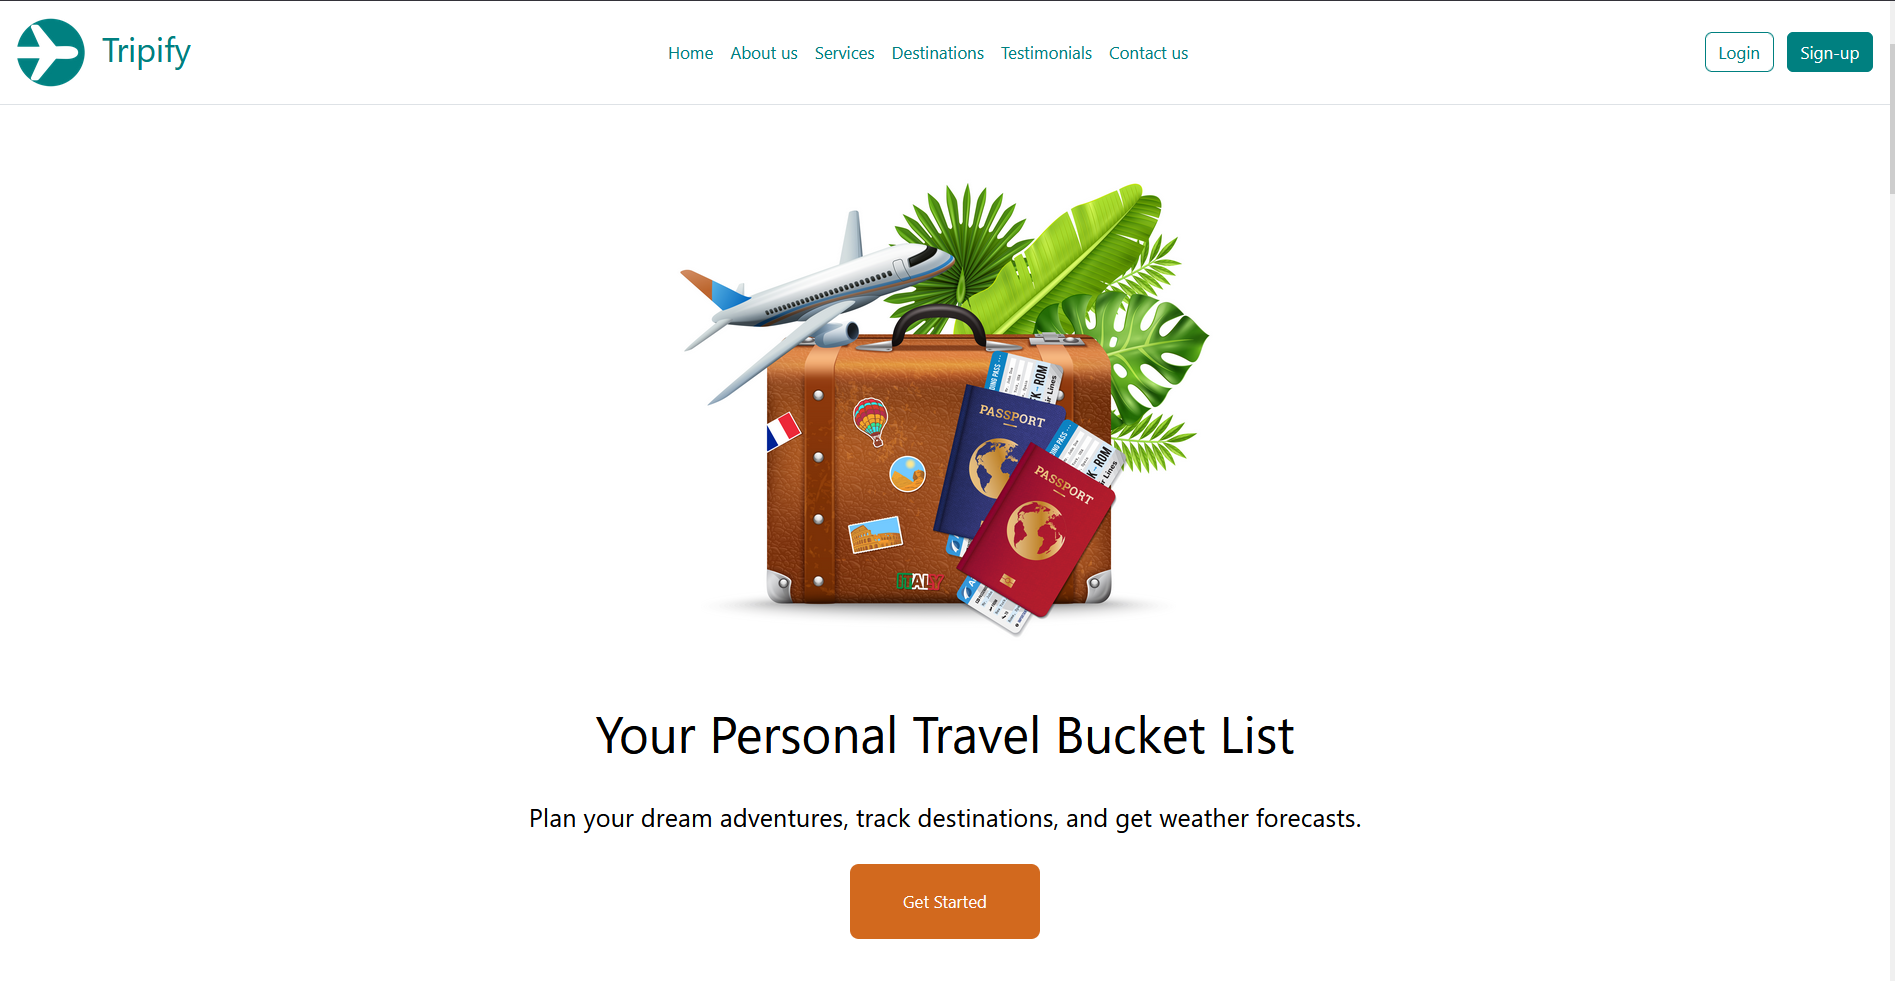 Tripify
Home About us Services Destinations Testimonials Contact us
Login Sign-up
PASSPORT
PASSPORT
ITALY
Your Personal Travel Bucket List
Plan your dream adventures, track destinations, and get weather forecasts.
Get Started